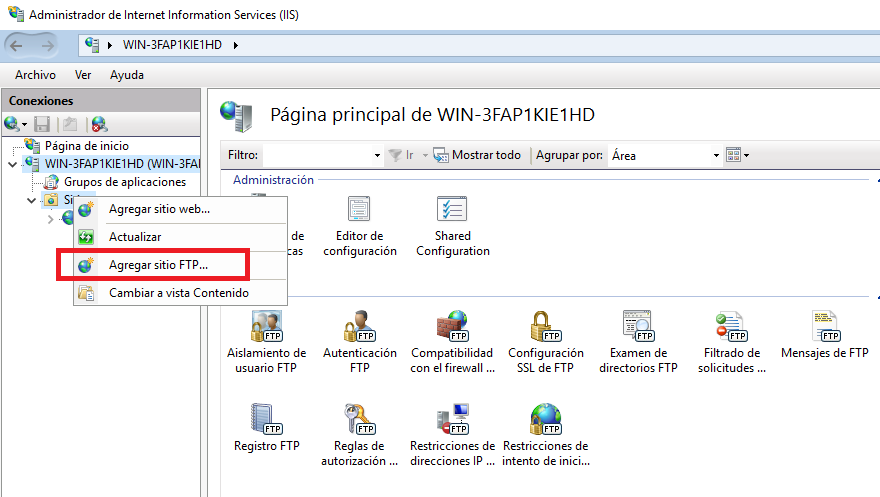 Administrador de Internet Information Services (IIS)
WIN-3FAP1KIE1HD
Archivo Ver Ayuda
Conexiones
Página de inicio
WIN-3FAP1KIE1HD (WIN-3FAI
Grupos de aplicaciones
Agregar sitio web...
Actualizar
Agregar sitio FTP...
Cambiar a vista Contenido
Página principal de WIN-3FAP1KIE1HD
Filtro: Ir Mostrar todo Agrupar por: Área
Administración
de
cas
Editor de
configuración
Shared
Configuration
FTP FTP FTP FTP FTP FTP FTP
Aislamiento de
usuario FTP
Autenticación
FTP
Compatibilidad
con el firewall ...
Configuración
SSL de FTP
Examen de
directorios FTP
Filtrado de
solicitudes ...
Mensajes de FTP
FTP FTP FTP FTP
Registro FTP
Reglas de
autorización ...
Restricciones de
direcciones IP ...
Restricciones de
intento de inici...